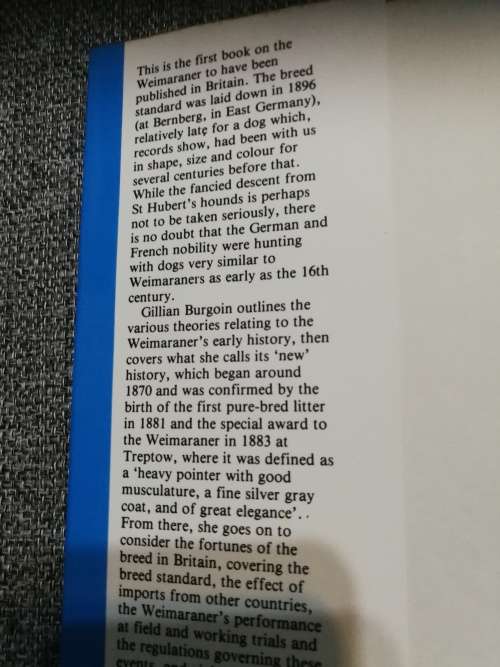 This is the first book on the
Weimaraner to have been
published in Britain. The breed
standard was laid down in 1896
(at Bernberg, in East Germany),
relatively late for a dog which,
records show, had been with us
in shape, size and colour for
several centuries before that.
While the fancied descent from
St Hubert's hounds is perhaps
not to be taken seriously, there
is no doubt that the German and
French nobility were hunting
with dogs very similar to
Weimaraners as early as the 16th
century.
Gillian Burgoin outlines the
various theories relating to the
Weimaraner's early history, then
covers what she calls its 'new'
history, which began around
1870 and was confirmed by the
birth of the first pure-bred litter
in 1881 and the special award to
the Weimaraner in 1883 at
Treptow, where it was defined as
a 'heavy pointer with good
musculature, a fine silver gray
coat, and of great elegance'. .
From there, she goes on to
consider the fortunes of the
breed in Britain, covering the
breed standard, the effect of
imports from other countries,
the Weimaraner's performance
at field and working trials and
the regulations governing these
events, and